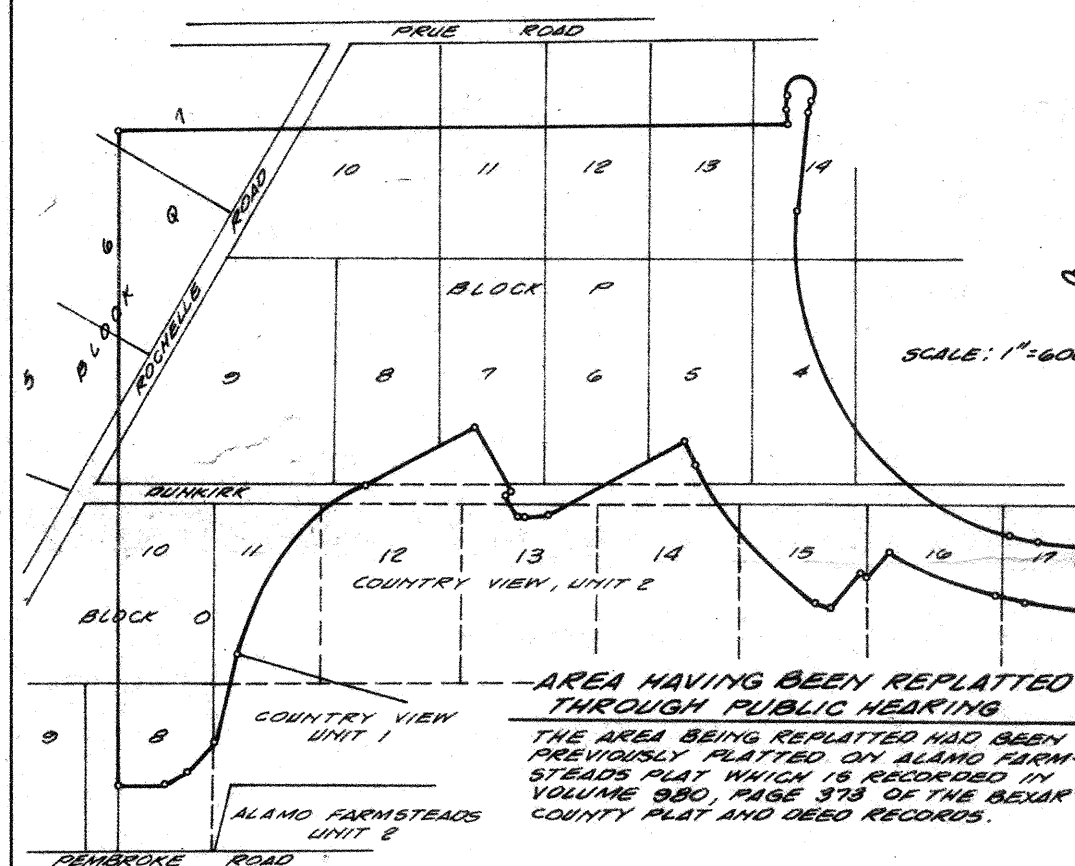 PRUE ROAD
1
10 11 12 13 14
Q
ROCHELLE ROAD
6
BLOCK
BLOCK P
SCALE: 1"=600
9 8 7 6 5 4
BUNKIRK
10 11 12 13 14 15 16 17
COUNTRY VIEW, UNIT 2
BLOCK O
AREA HAVING BEEN REPLATTED
THROUGH PUBLIC HEARING
COUNTRY VIEW
UNIT 1
9 8
THE AREA BEING REPLATTED HAD BEEN
PREVIOUSLY PLATTED ON ALAMO FARM-
STEADS PLAT WHICH IS RECORDED IN
VOLUME 980, PAGE 373 OF THE BEXAR
COUNTY PLAT AND DEED RECORDS.
ALAMO FARMSTEADS
UNIT 2
PEMBROKE ROAD